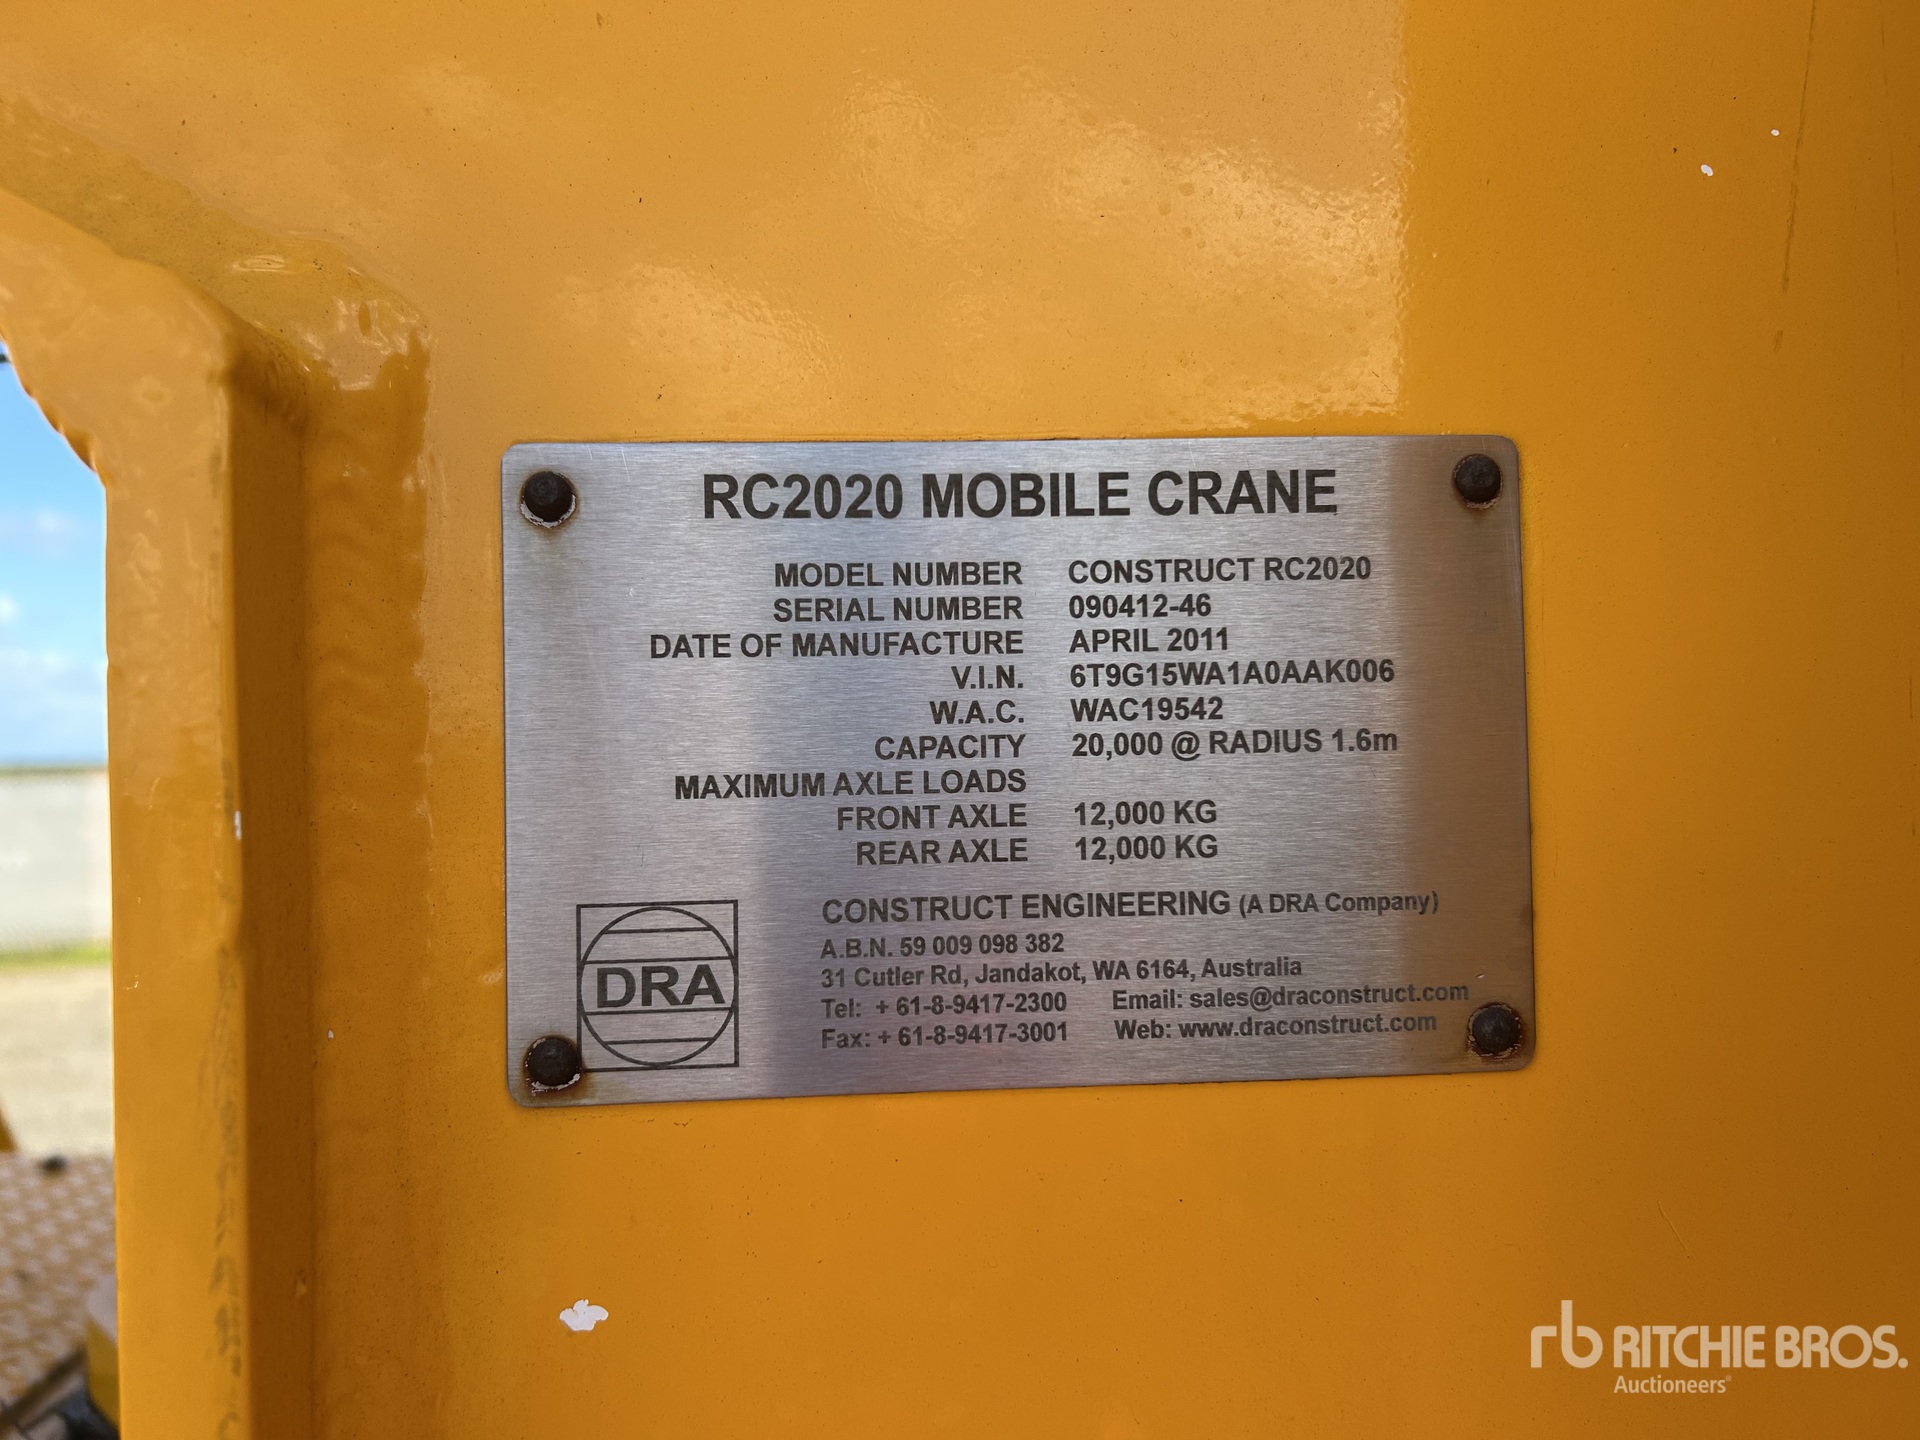 RC2020 MOBILE CRANE
MODEL NUMBER CONSTRUCT RC2020
SERIAL NUMBER 090412-46
DATE OF MANUFACTURE APRIL 2011
V.I.N. 6T9G15WA1A0AAK006
W.A.C. WAC19542
CAPACITY 20,000 @ RADIUS 1.6m
MAXIMUM AXLE LOADS
FRONT AXLE 12,000 KG
REAR AXLE 12,000 KG
CONSTRUCT ENGINEERING (A DRA Company)
A.B.N. 59 009 098 382
31 Cutler Rd, Jandakot, WA 6164, Australia
Tel: + 61-8-9417-2300 Email: sales@draconstruct.com
Fax: + 61-8-9417-3001 Web: www.draconstruct.com
DRA
rb RITCHIE BROS.
Auctioneers